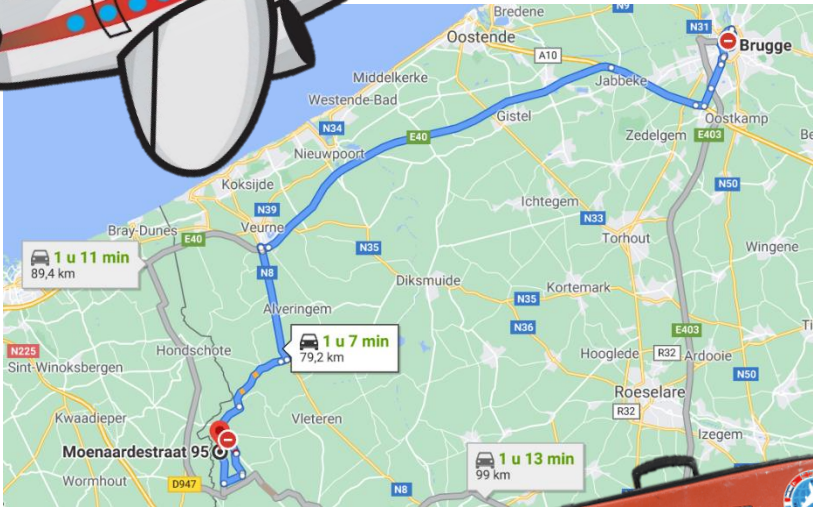 Bredene
N9
N31
Oostende
Brugge
A10
Jabbeke
Middelkerke
Westende-Bad
Gistel
Oostkamp
N34
E40
Zedelgem
E403
Be
Nieuwpoort
N50
Koksijde
Ichtegem
N39
N33
Bray-Dunes
Veurne
E40
N35
Torhout
Wingene
1 u 11 min
89,4 km
N8
Diksmuide
Kortemark
N35
Alveringem
N36
E403
Ti
1 u 7 min
79,2 km
N225
Hondschote
Hooglede
R32
Ardooie
Sint-Winoksbergen
N50
Roeselare
Kwaadieper
Vleteren
R32
Izegem
Moenaardestraat 95
1 u 13 min
99 km
Wormhout
D947
N8